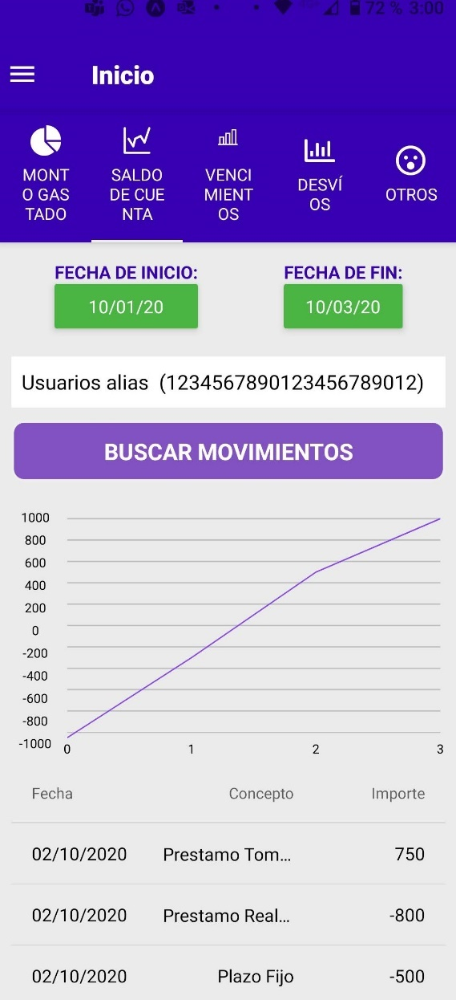 72 % 3:00
Inicio
MONT
O GAS
TADO
SALDO
DE CUE
NTA
VENCI
MIENT
OS
DESVÍ
OS
OTROS
FECHA DE INICIO: FECHA DE FIN:
10/01/20 10/03/20
Usuarios alias (1234567890123456789012)
BUSCAR MOVIMIENTOS
1000
800
600
400
200
0
-200
-400
-600
-800
-1000
0 1 2 3
Fecha Concepto Importe
02/10/2020 Prestamo Tom... 750
02/10/2020 Prestamo Real... -800
02/10/2020 Plazo Fijo -500